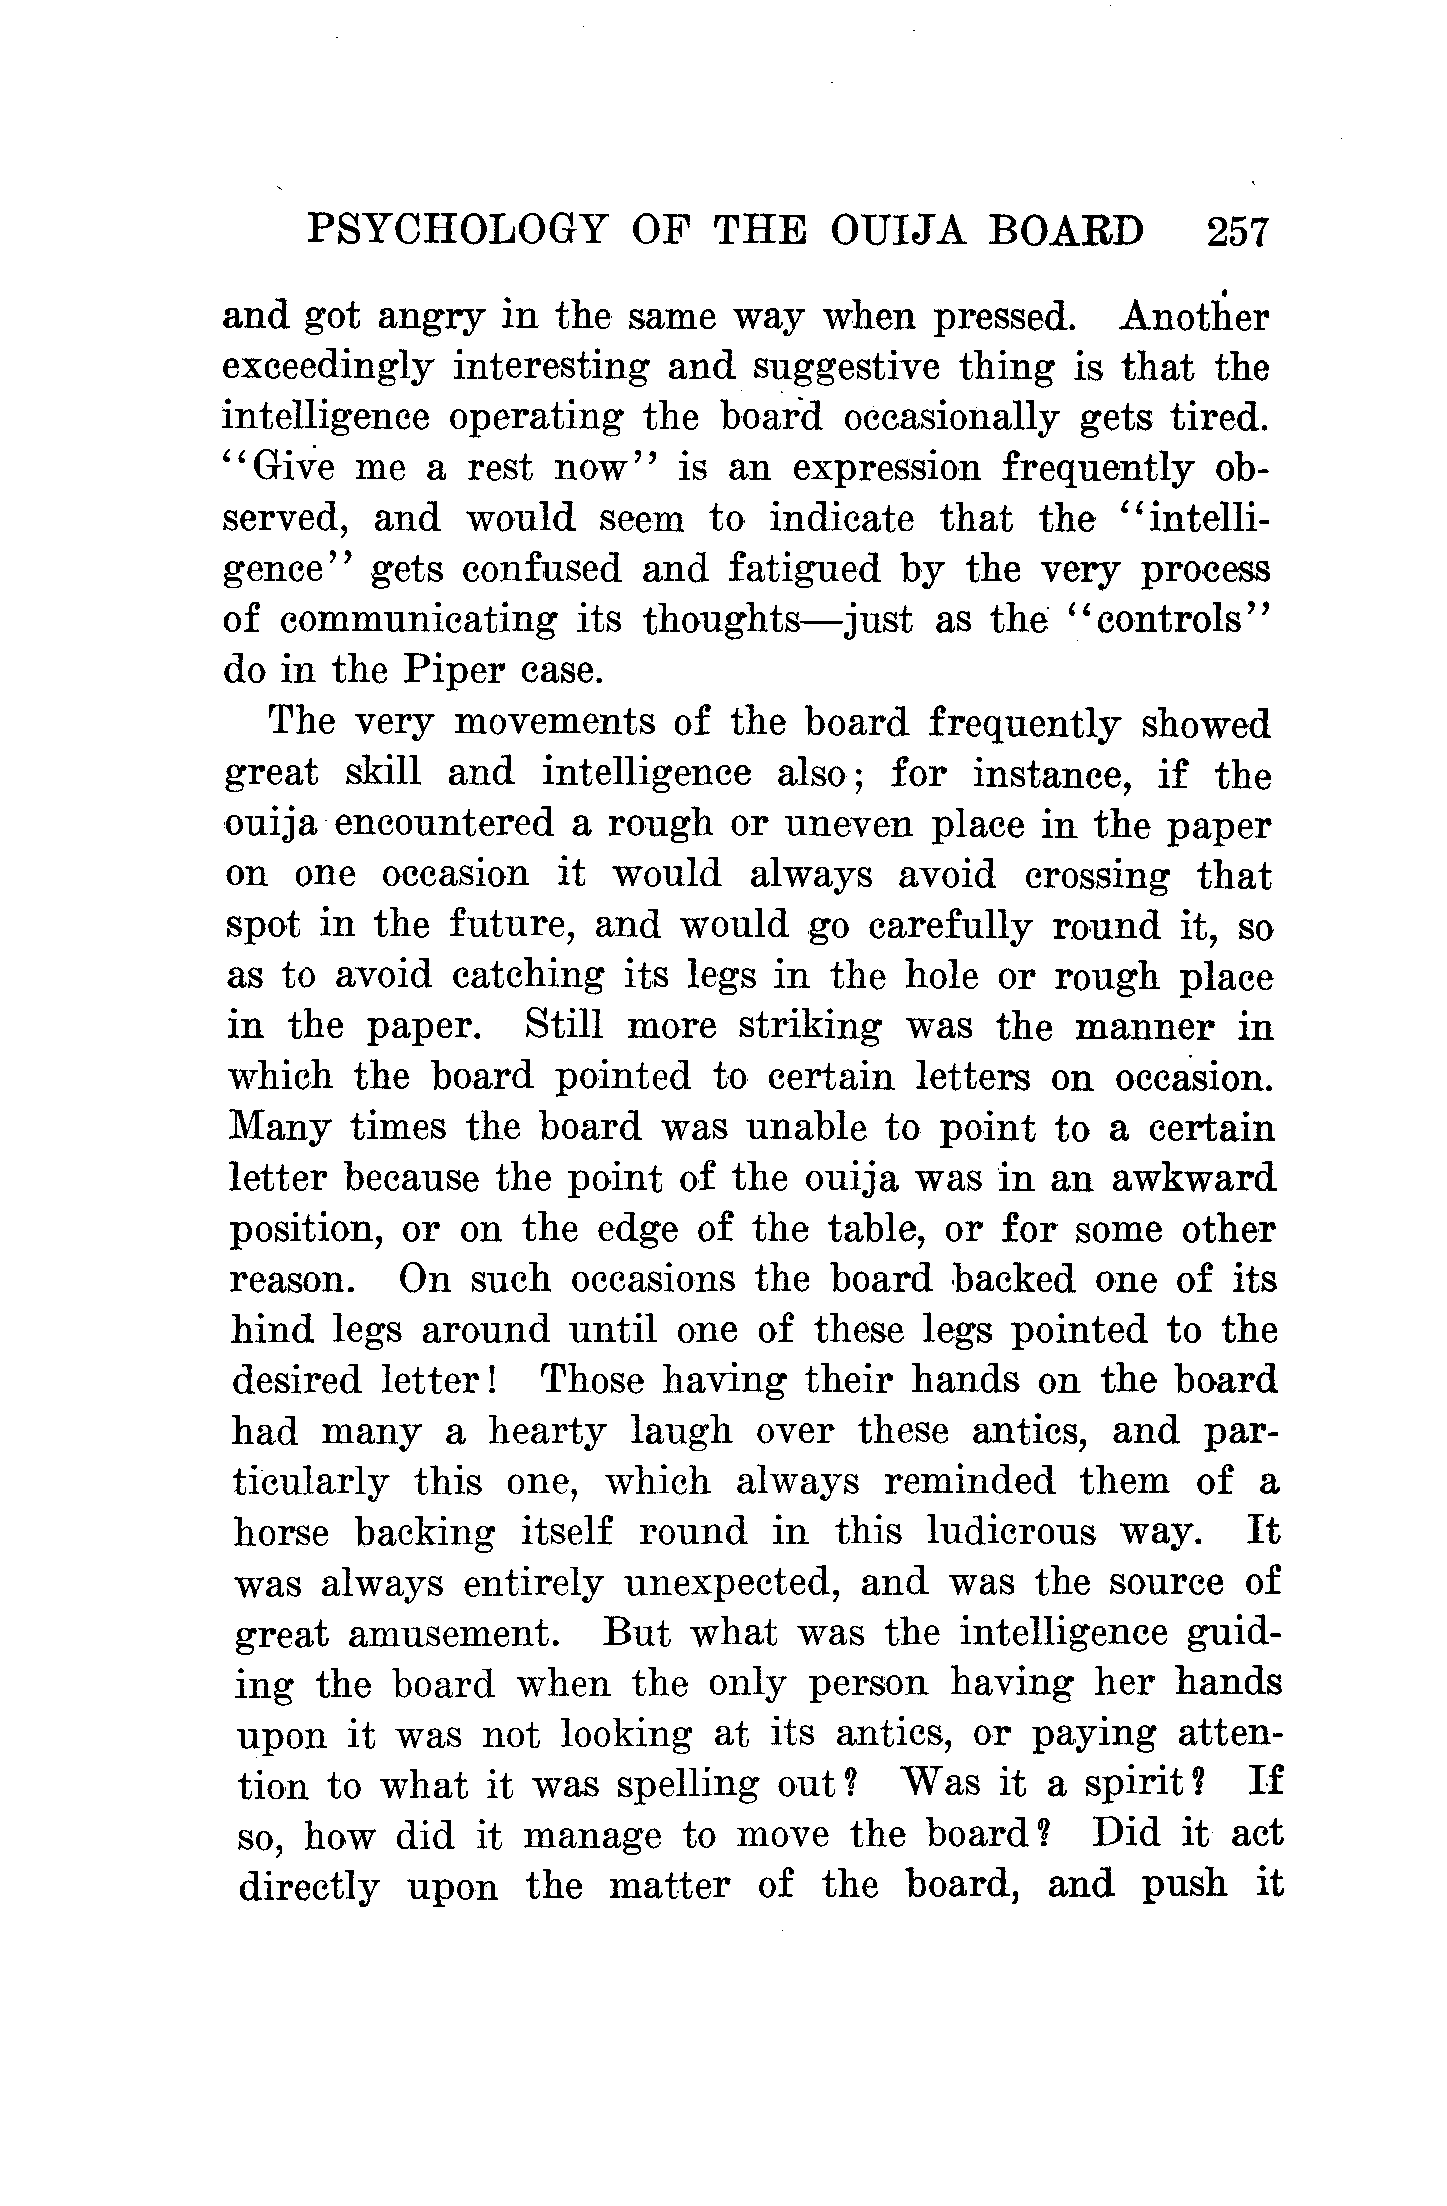 PSYCHOLOGY OF THE OUIJA BOARD 257
and got angry in the same way when pressed. Another
exceedingly interesting and suggestive thing is that the
intelligence operating the board occasionally gets tired.
‘‘Give me a rest now’’ is an expression frequently ob-
served, and would seem to indicate that the ‘‘intelli-
gence’’ gets confused and fatigued by the very process
of communicating its thoughts—just as the ‘‘controls’’
do in the Piper case.
The very movements of the board frequently showed
great skill and intelligence also; for instance, if the
ouija encountered a rough or uneven place in the paper
on one occasion it would always avoid crossing that
spot in the future, and would go carefully round it, so
as to avoid catching its legs in the hole or rough place
in the paper. Still more striking was the manner in
which the board pointed to certain letters on occasion.
Many times the board was unable to point to a certain
letter because the point of the ouija was in an awkward
position, or on the edge of the table, or for some other
reason. On such occasions the board backed one of its
hind legs around until one of these legs pointed to the
desired letter! Those having their hands on the board
had many a hearty laugh over these antics, and par-
ticularly this one, which always reminded them of a
horse backing itself round in this ludicrous way. It
was always entirely unexpected, and was the source of
great amusement. But what was the intelligence guid-
ing the board when the only person having her hands
upon it was not looking at its antics, or paying atten-
tion to what it was spelling out? Was it a spirit? If
so, how did it manage to move the board? Did it act
directly upon the matter of the board, and push it